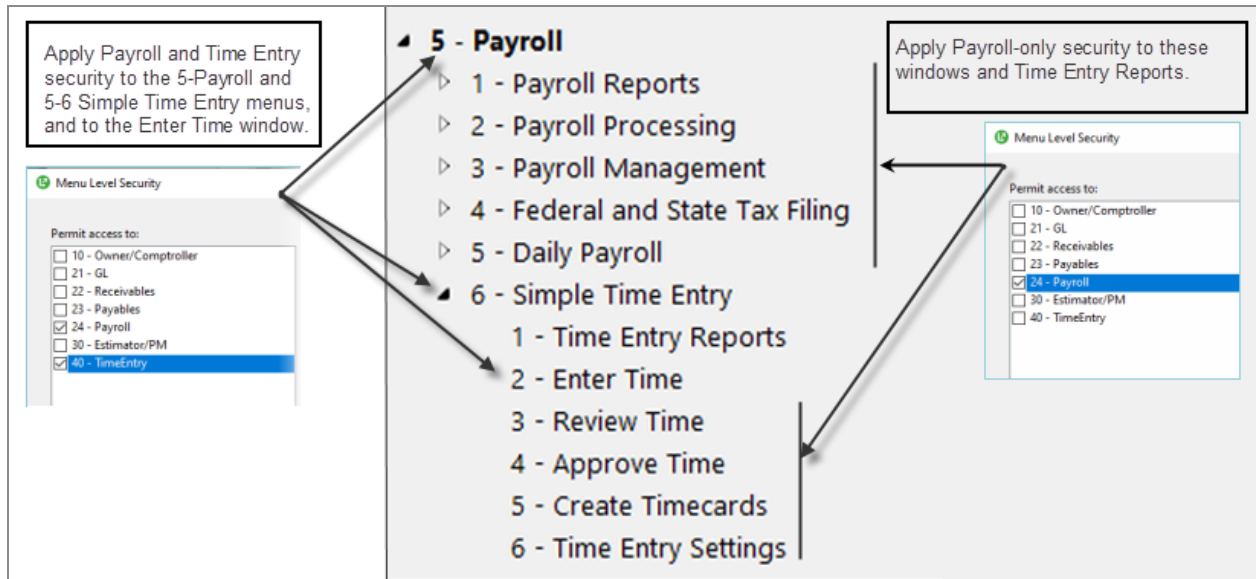 Apply Payroll and Time Entry
security to the 5-Payroll and
5-6 Simple Time Entry menus,
and to the Enter Time window.
Menu Level Security
Permit access to:
10 - Owner/Comptroller
21 - GL
22 - Receivables
23 - Payables
24 - Payroll
30 - Estimator/PM
40 - TimeEntry
5 - Payroll
1 - Payroll Reports
2 - Payroll Processing
3 - Payroll Management
4 - Federal and State Tax Filing
5 - Daily Payroll
6 - Simple Time Entry
1 - Time Entry Reports
2 - Enter Time
3 - Review Time
4 - Approve Time
5 - Create Timecards
6 - Time Entry Settings
Apply Payroll-only security to these
windows and Time Entry Reports.
Menu Level Security
Permit access to:
10 - Owner/Comptroller
21 - GL
22 - Receivables
23 - Payables
24 - Payroll
30 - Estimator/PM
40 - TimeEntry